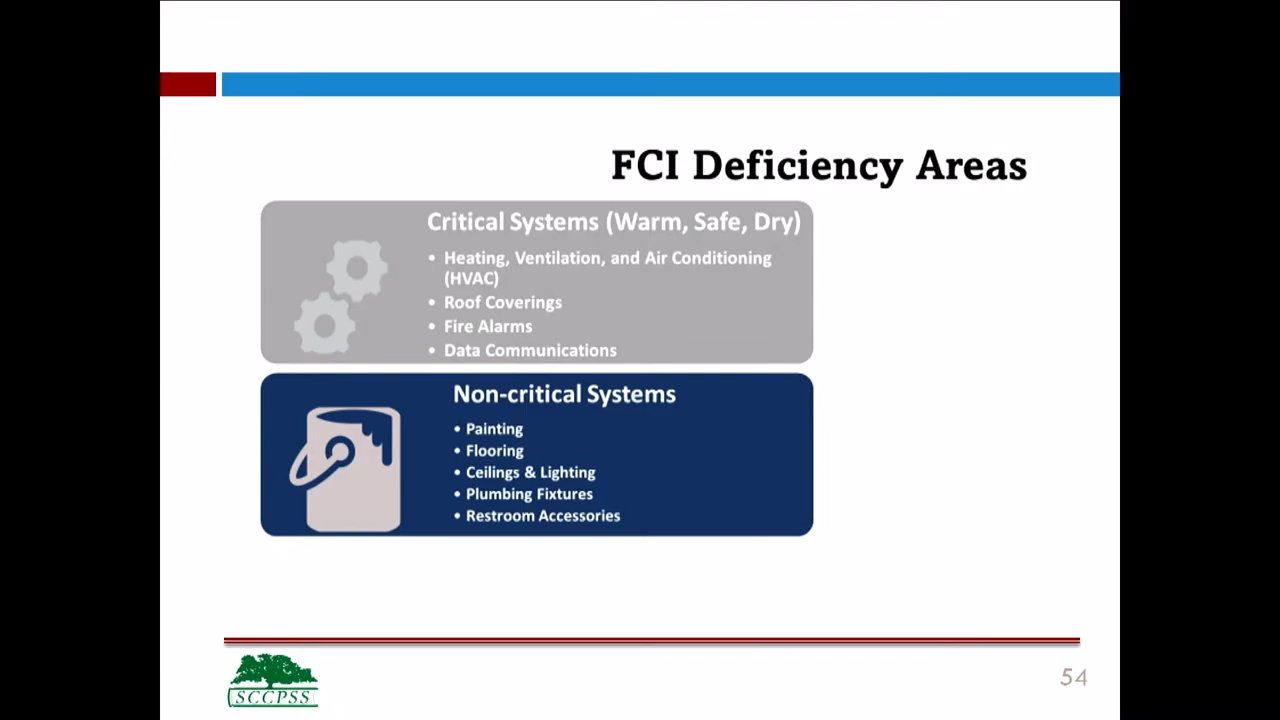 FCI Deficiency Areas
Critical Systems (Warm, Safe, Dry)
• Heating, Ventilation, and Air Conditioning
(HVAC)
• Roof Coverings
• Fire Alarms
• Data Communications
Non-critical Systems
• Painting
• Flooring
• Ceilings & Lighting
• Plumbing Fixtures
• Restroom Accessories
SCCPSS
54